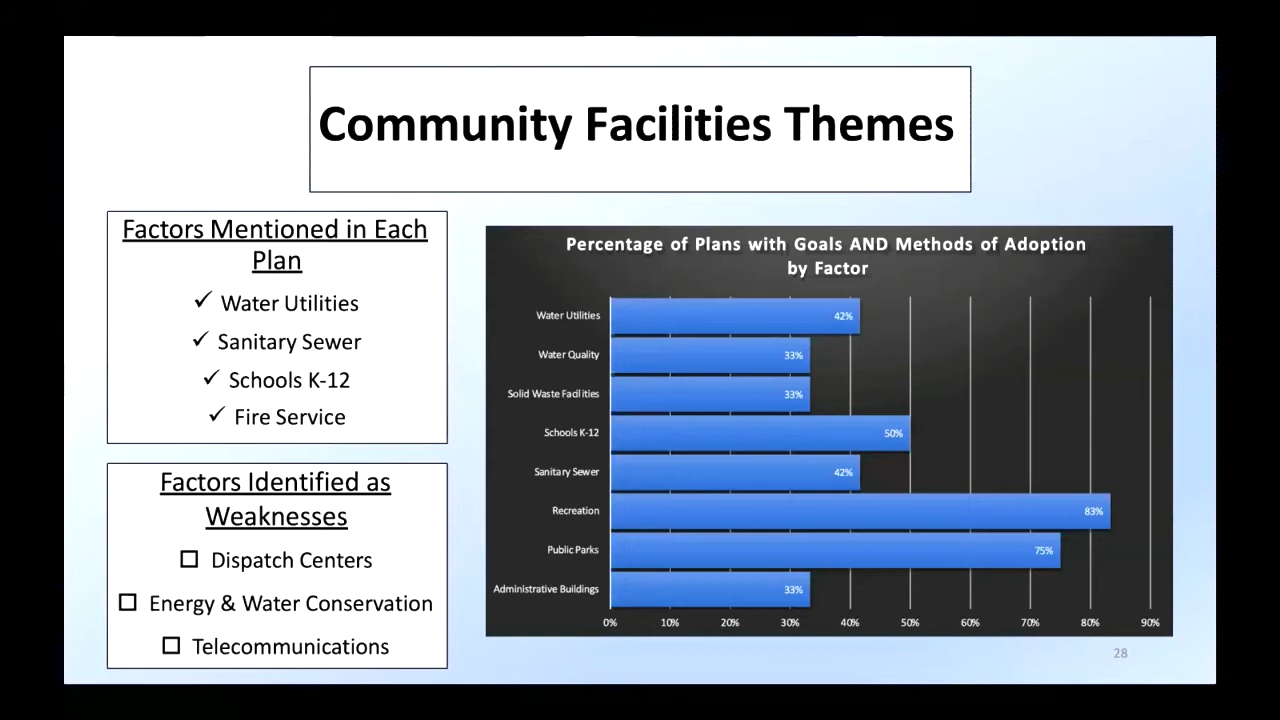 Community Facilities Themes
Factors Mentioned in Each
Plan
✓ Water Utilities
✓ Sanitary Sewer
✓ Schools K-12
✓ Fire Service
Factors Identified as
Weaknesses
☐ Dispatch Centers
☐ Energy & Water Conservation
☐ Telecommunications
Percentage of Plans with Goals AND Methods of Adoption
by Factor
Water Utilities 42%
Water Quality 33%
Solid Waste Facilities 33%
Schools K-12 50%
Sanitary Sewer 42%
Recreation 83%
Public Parks 75%
Administrative Buildings 33%
0% 10% 20% 30% 40% 50% 60% 70% 80% 90%
28